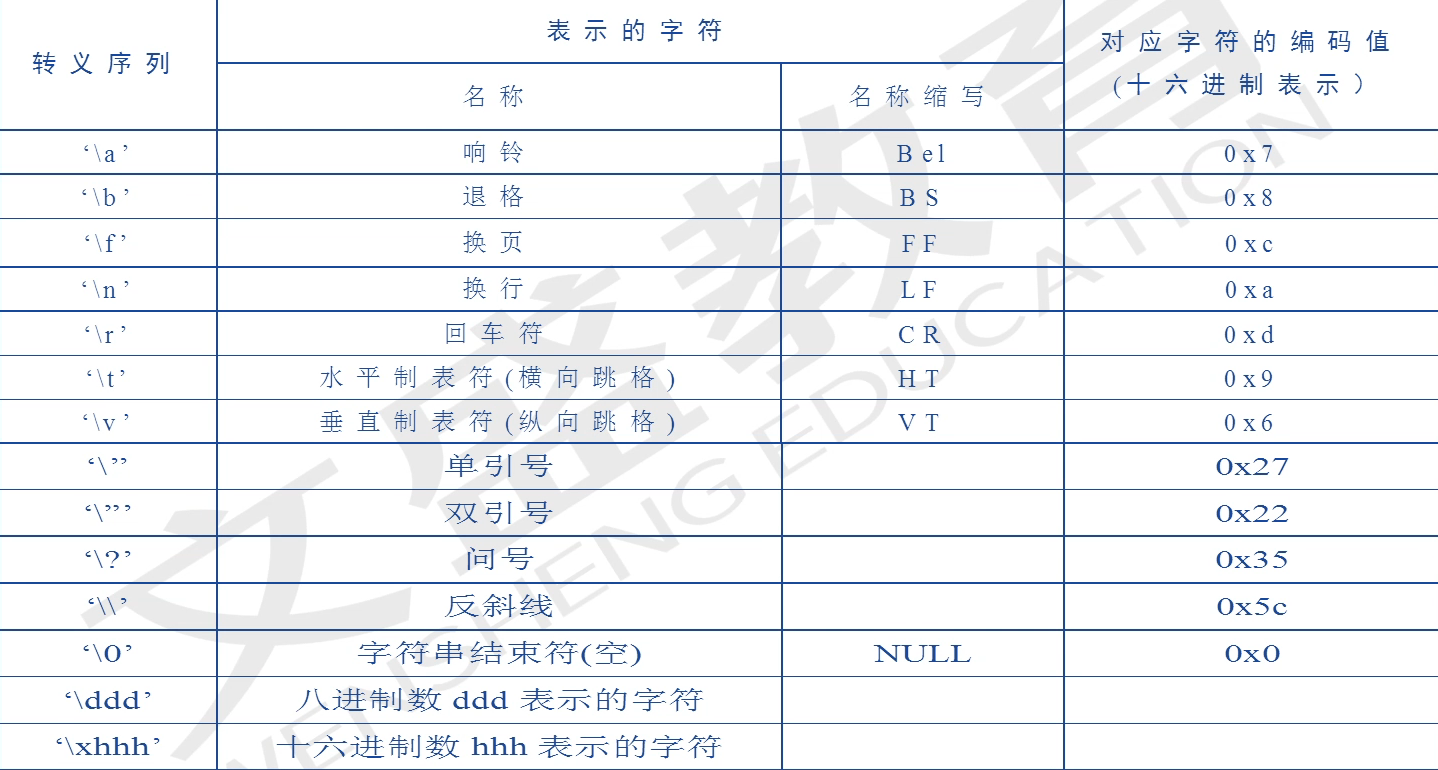 转义序列
表示的字符
对应字符的编码值
(十六进制表示)
名称
名称缩写
‘\a’ 响铃 Bel 0x7
‘\b’ 退格 BS 0x8
‘\f’ 换页 FF 0xc
‘\n’ 换行 LF 0xa
‘\r’ 回车符 CR 0xd
‘\t’ 水平制表符(横向跳格) HT 0x9
‘\v’ 垂直制表符(纵向跳格) VT 0x6
‘\’’ 单引号 0x27
‘\”’ 双引号 0x22
‘\?’ 问号 0x35
‘\\’ 反斜线 0x5c
‘\0’ 字符串结束符(空) NULL 0x0
‘\ddd’ 八进制数 ddd 表示的字符
‘\xhhh’ 十六进制数 hhh 表示的字符
文盛教育
WENSHENG EDUCATION